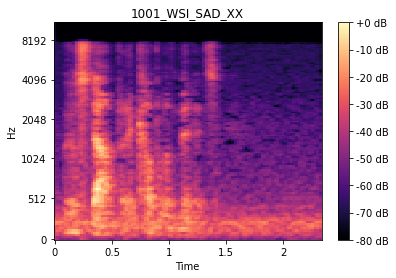 1001_WSI_SAD_XX
8192
4096
2048
1024
512
0
Hz
0 0.5 1 1.5 2
Time
+0 dB
-10 dB
-20 dB
-30 dB
-40 dB
-50 dB
-60 dB
-70 dB
-80 dB